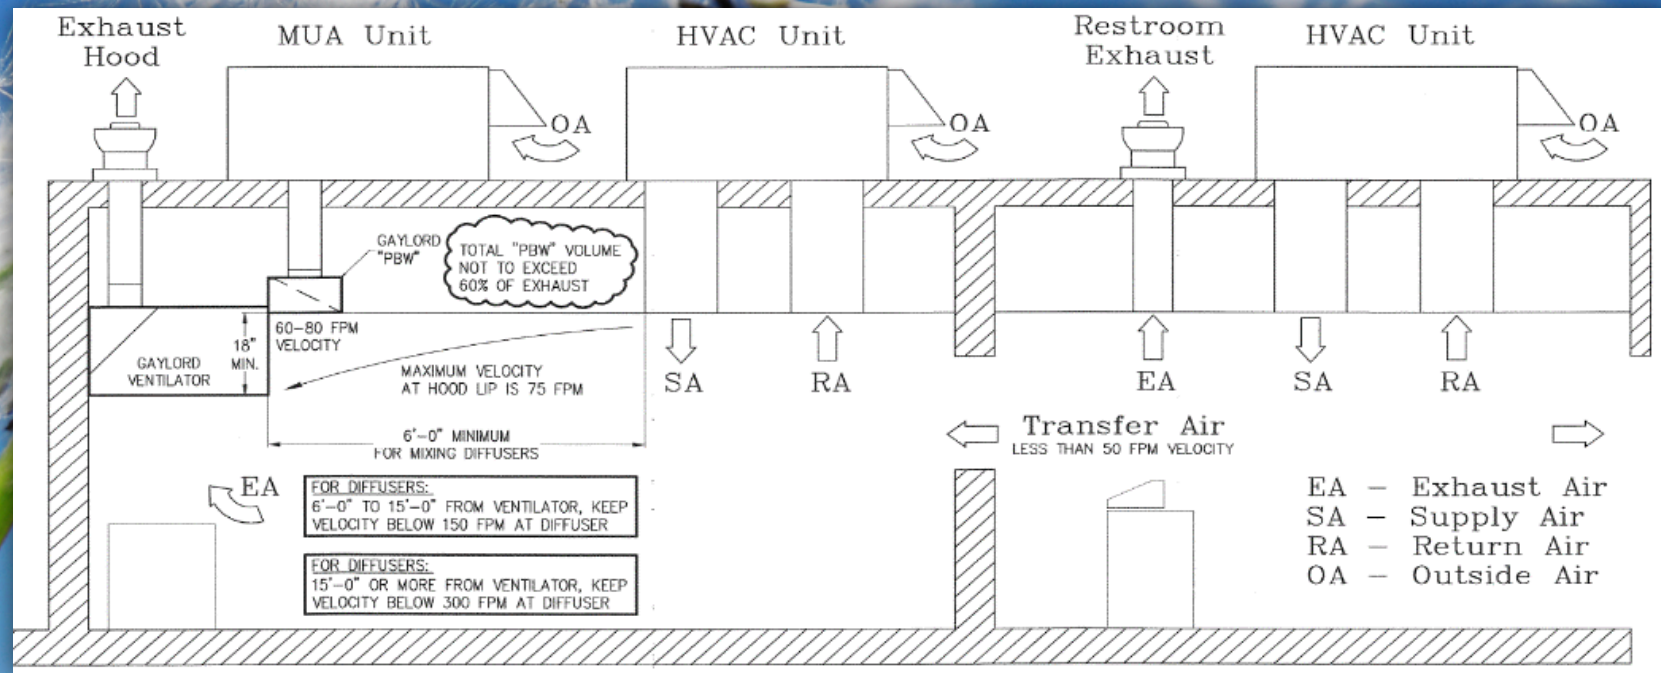 Exhaust
Hood
MUA Unit
HVAC Unit
Restroom
Exhaust
HVAC Unit
OA
OA
OA
GAYLORD
"PBW"
TOTAL "PBW" VOLUME
NOT TO EXCEED
60% OF EXHAUST
60-80 FPM
VELOCITY
18"
MIN.
GAYLORD
VENTILATOR
MAXIMUM VELOCITY
AT HOOD LIP IS 75 FPM
SA
RA
EA
SA
RA
6'-0" MINIMUM
FOR MIXING DIFFUSERS
Transfer Air
LESS THAN 50 FPM VELOCITY
EA
FOR DIFFUSERS:
6'-0" TO 15'-0" FROM VENTILATOR, KEEP
VELOCITY BELOW 150 FPM AT DIFFUSER
FOR DIFFUSERS:
15'-0" OR MORE FROM VENTILATOR, KEEP
VELOCITY BELOW 300 FPM AT DIFFUSER
EA - Exhaust Air
SA - Supply Air
RA - Return Air
OA - Outside Air